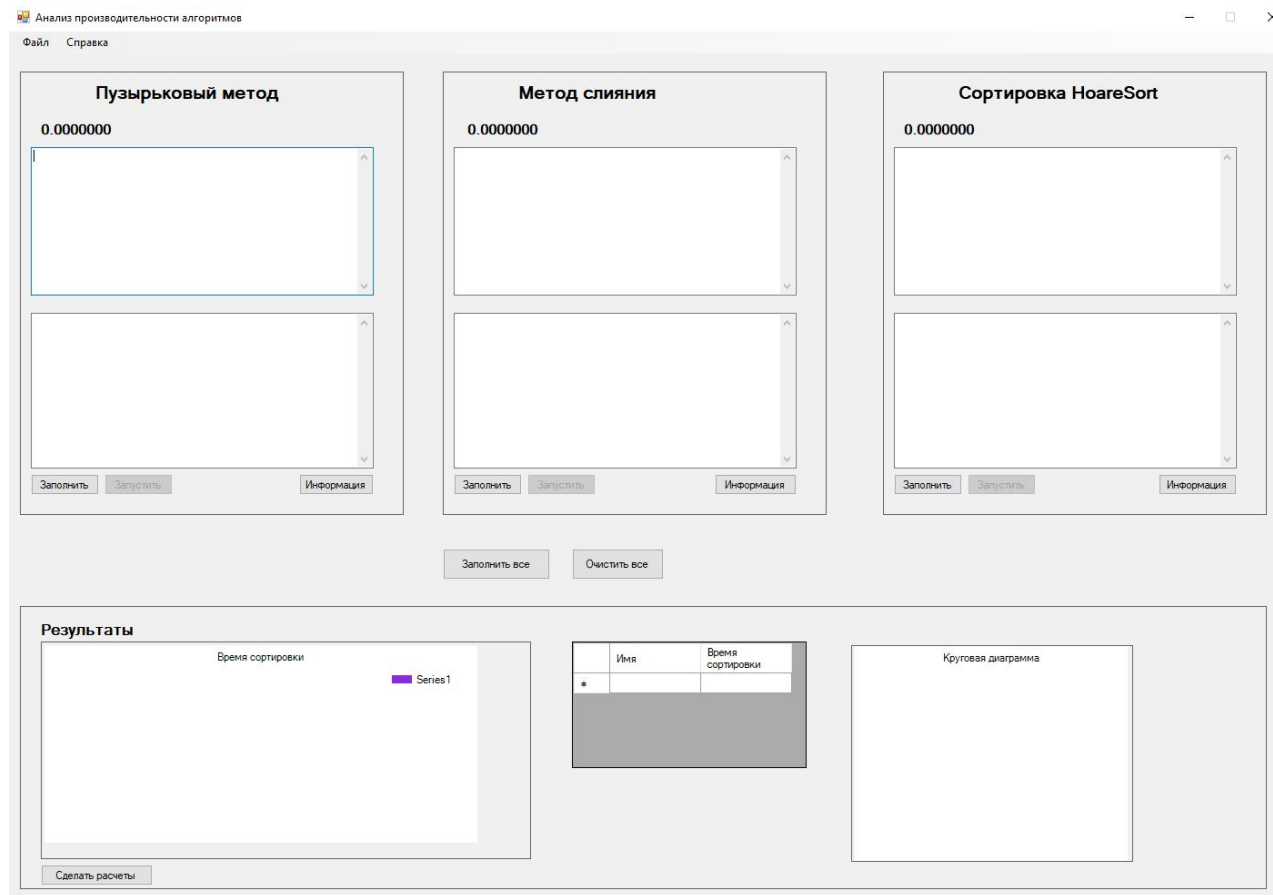 Анализ производительности алгоритмов
Файл Справка
Пузырьковый метод
0.0000000
Заполнить Запустить Информация
Метод слияния
0.0000000
Заполнить Запустить Информация
Сортировка HoareSort
0.0000000
Заполнить Запустить Информация
Заполнить все Очистить все
Результаты
Время сортировки
Series1
Имя
Время
сортировки
Круговая диаграмма
Сделать расчеты